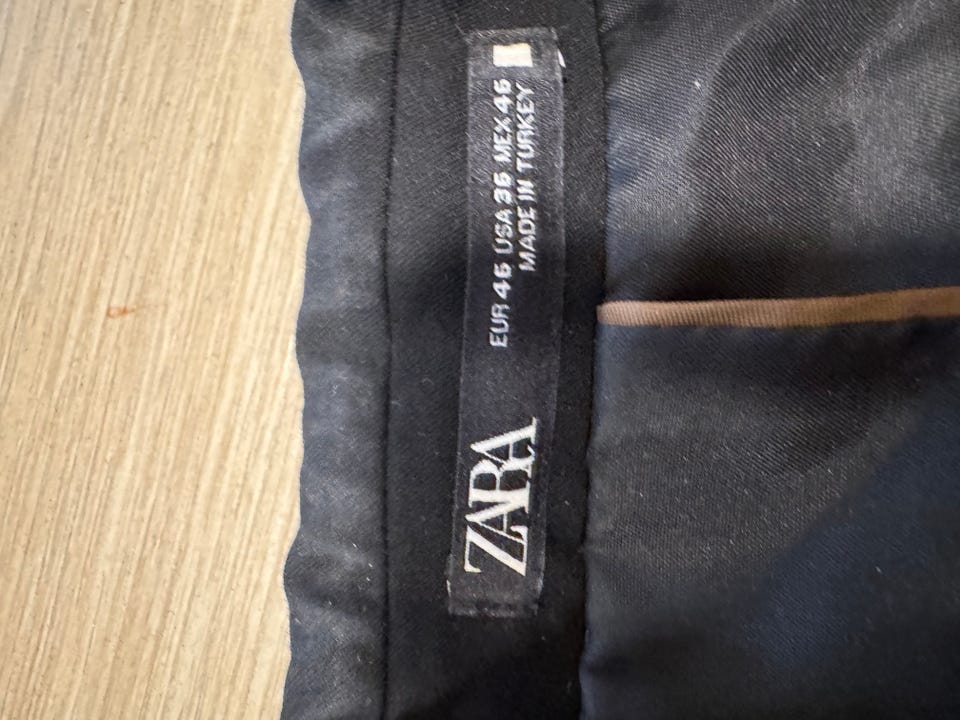 ZARA
EUR 46 USA 36 MEX 46
MADE IN TURKEY